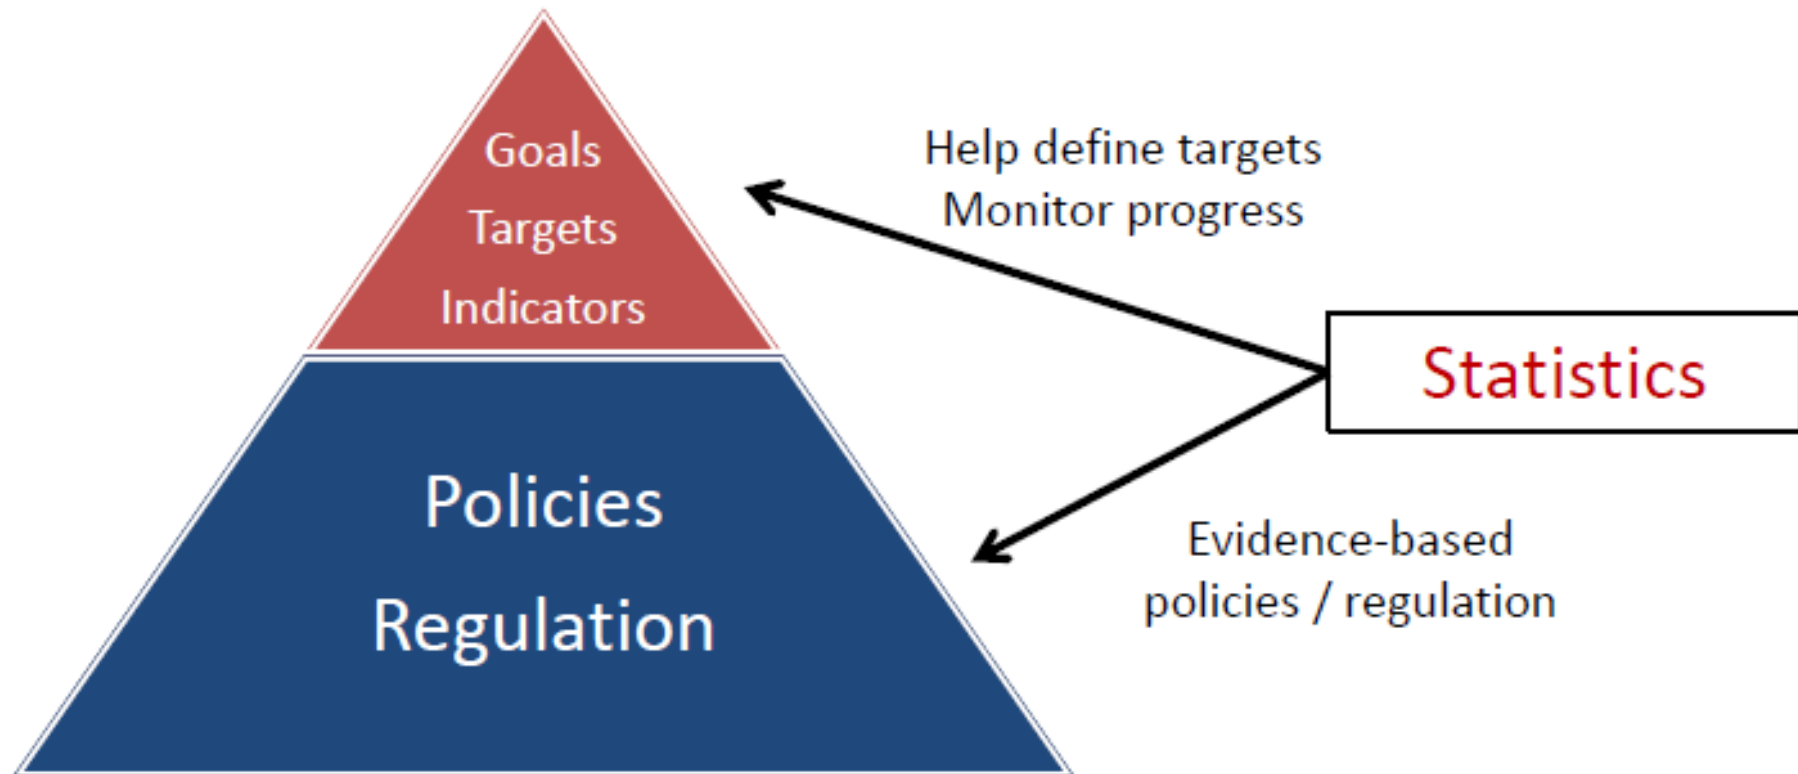 Goals
Targets
Indicators
Policies
Regulation
Help define targets
Monitor progress
Statistics
Evidence-based
policies / regulation